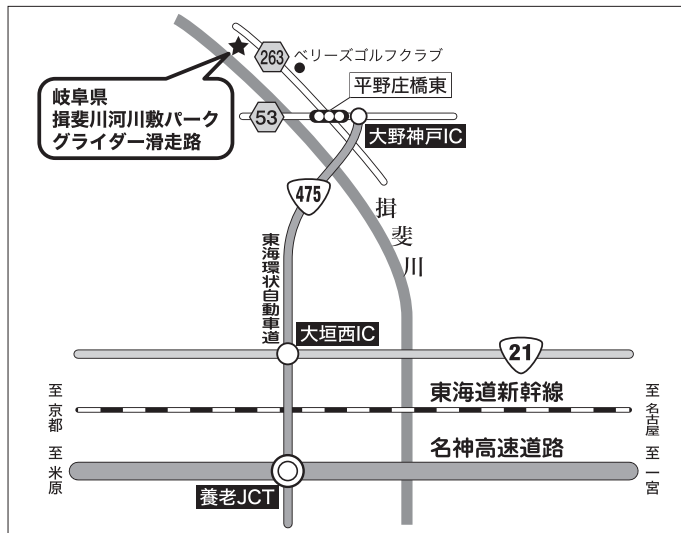 263
ベリーズゴルフクラブ
平野庄橋東
岐阜県
揖斐川河川敷パーク
グライダー滑走路
53
大野神戸IC
475
揖斐川
東海環状自動車道
大垣西IC
21
至京都
東海道新幹線
至名古屋
至米原
名神高速道路
至一宮
養老JCT